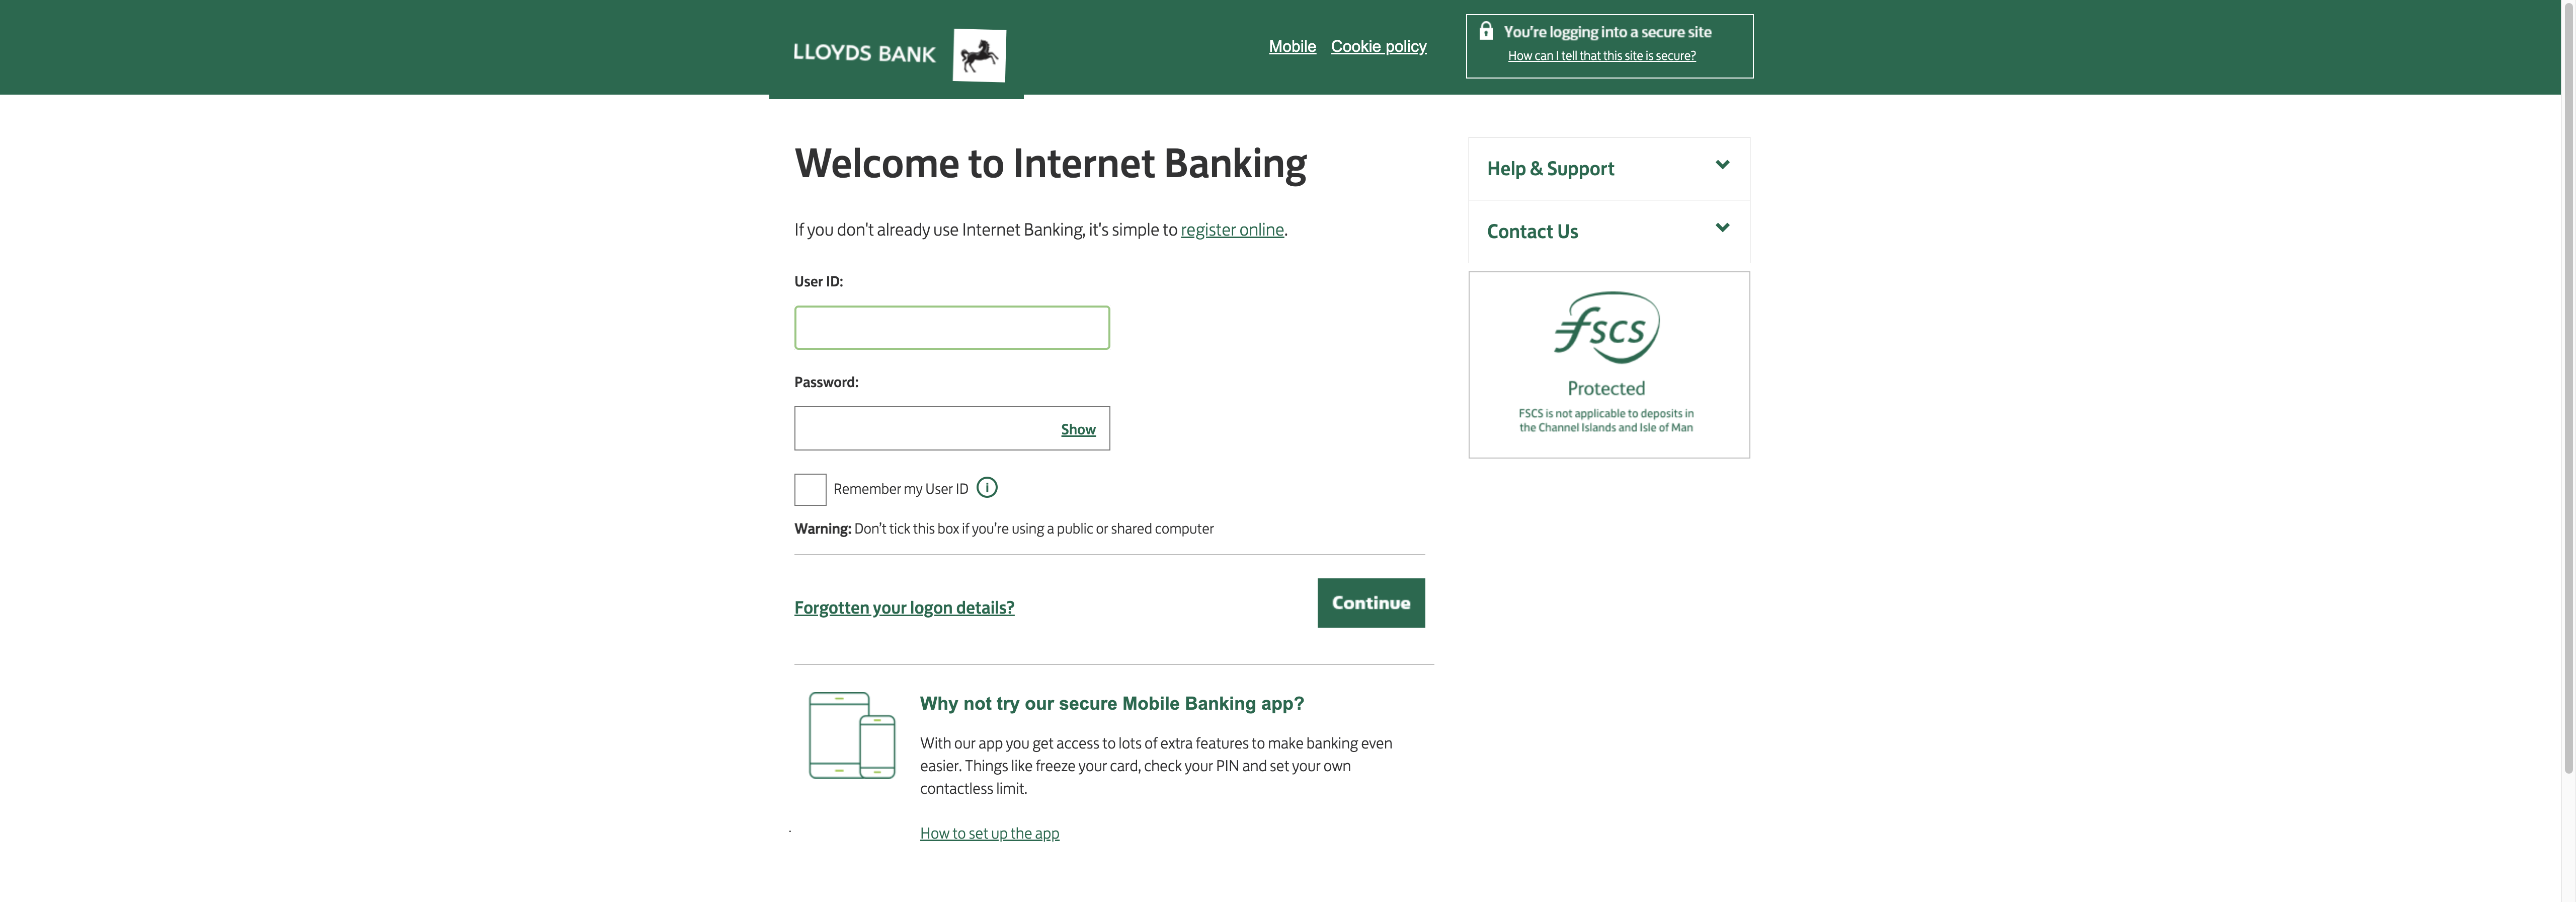 LLOYDS BANK
Mobile Cookie policy
You're logging into a secure site
How can I tell that this site is secure?
Welcome to Internet Banking
If you don't already use Internet Banking, it's simple to register online.
User ID:
Password:
Show
Remember my User ID i
Warning: Don't tick this box if you're using a public or shared computer
Forgotten your logon details?
Continue
Why not try our secure Mobile Banking app?
With our app you get access to lots of extra features to make banking even
easier. Things like freeze your card, check your PIN and set your own
contactless limit.
How to set up the app
Help & Support
Contact Us
fscs
Protected
FSCS is not applicable to deposits in
the Channel Islands and Isle of Man